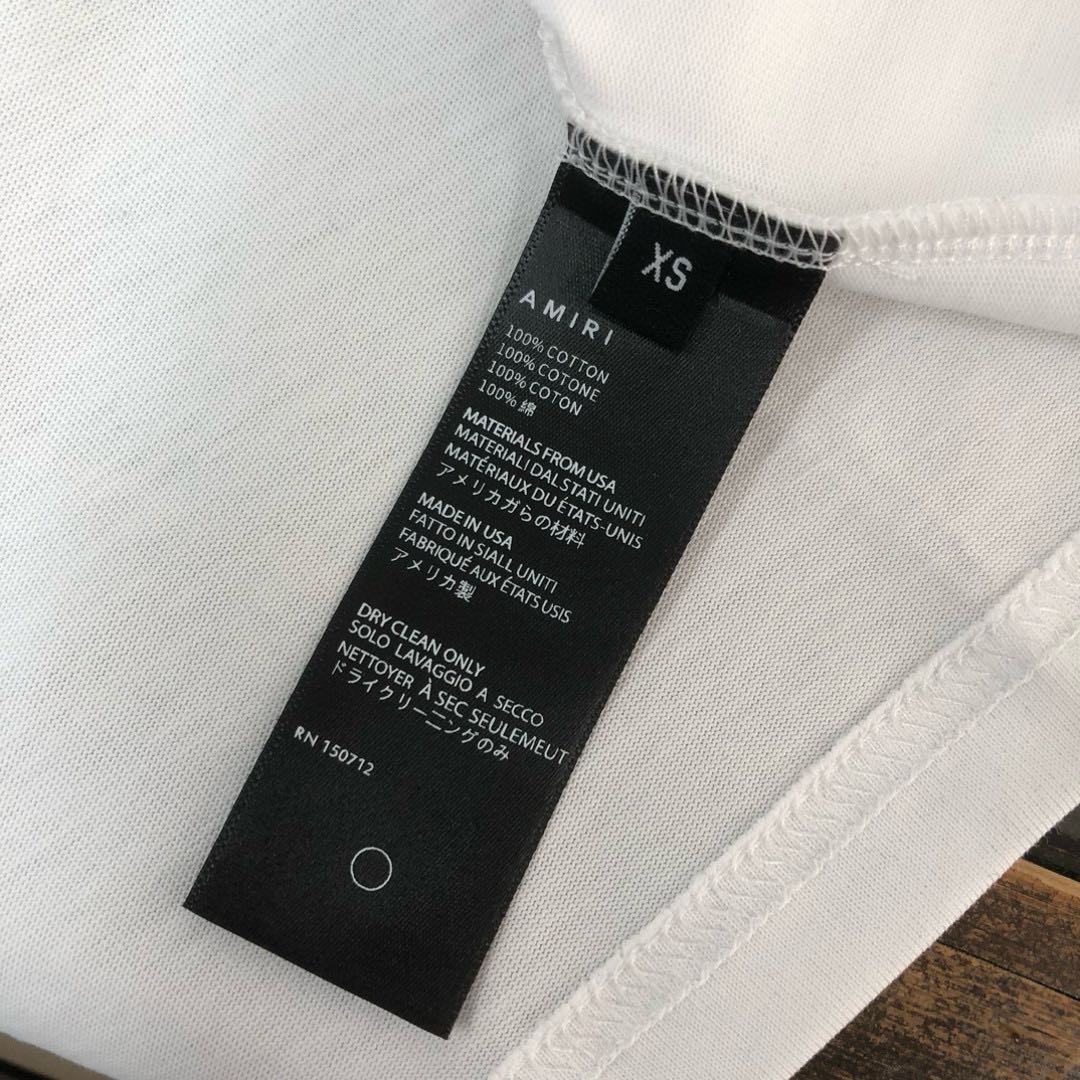 XS
AMIRI
100% COTTON
100% COTONE
100% COTON
100% 綿
MATERIALS FROM USA
MATERIALI DAL STATI UNITI
MATÉRIAUX DU ÉTATS-UNIS
アメリカガらの材料
MADE IN USA
FATTO IN SIALL UNITI
FABRIQUÉ AUX ÉTATS USIS
アメリカ製
DRY CLEAN ONLY
SOLO LAVAGGIO A SECCO
NETTOYER À SEC SEULEMEUT
ドライクリーニングのみ
RN 150712